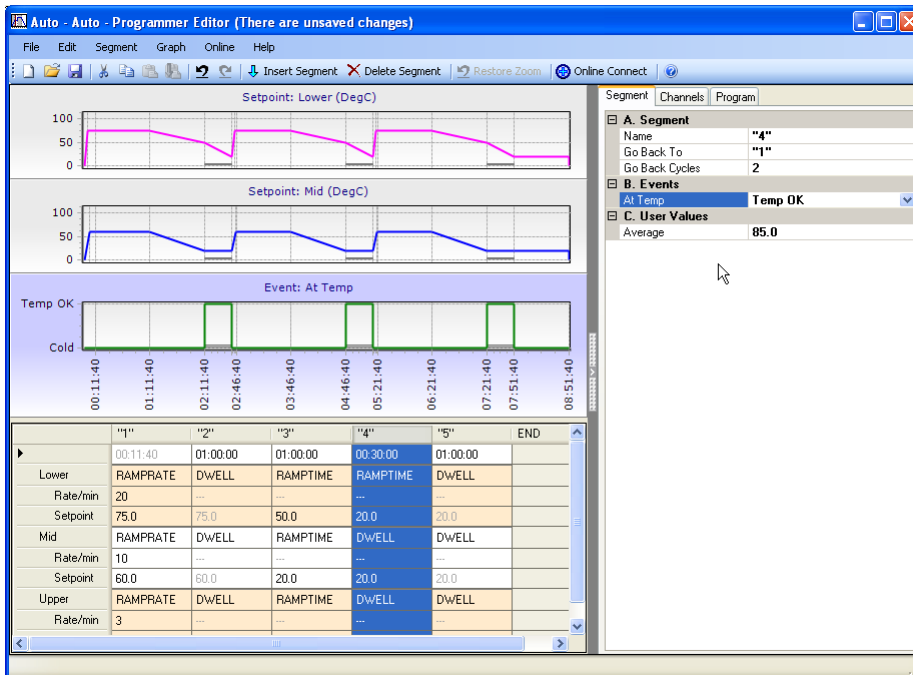 Auto - Auto - Programmer Editor (There are unsaved changes)
File Edit Segment Graph Online Help
Insert Segment Delete Segment Restore Zoom Online Connect
Setpoint: Lower (DegC)
100
50
0
Setpoint: Mid (DegC)
100
50
0
Event: At Temp
Temp OK
Cold
00:11:40 01:11:40 02:11:40 02:46:40 03:46:40 04:46:40 05:21:40 06:21:40 07:21:40 07:51:40 08:51:40
"1" "2" "3" "4" "5" END
00:11:40 01:00:00 01:00:00 00:30:00 01:00:00
Lower RAMPRATE DWELL RAMPTIME RAMPTIME DWELL
Rate/min 20 --- --- --- ---
Setpoint 75.0 75.0 50.0 20.0 20.0
Mid RAMPRATE DWELL RAMPTIME DWELL DWELL
Rate/min 10 --- --- --- ---
Setpoint 60.0 60.0 20.0 20.0 20.0
Upper RAMPRATE DWELL RAMPTIME DWELL DWELL
Rate/min 3 --- --- --- ---
Segment Channels Program
A. Segment
Name "4"
Go Back To "1"
Go Back Cycles 2
B. Events
At Temp Temp OK
C. User Values
Average 85.0